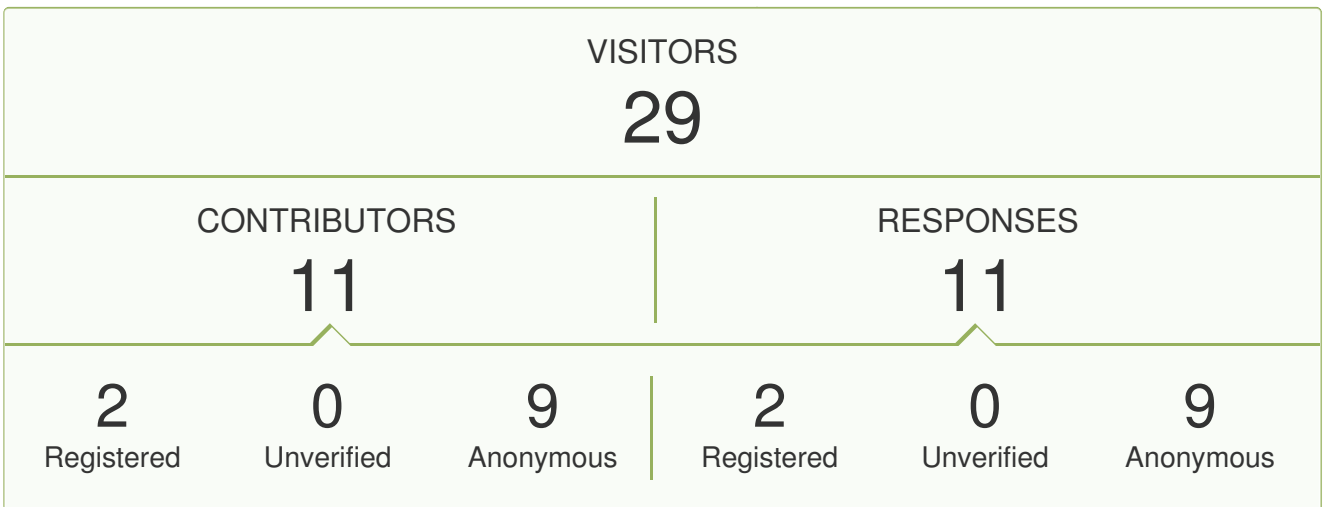 VISITORS
29
CONTRIBUTORS
RESPONSES
11
11
2
0
9
2
0
9
Registered
Unverified
Anonymous
Registered
Unverified
Anonymous